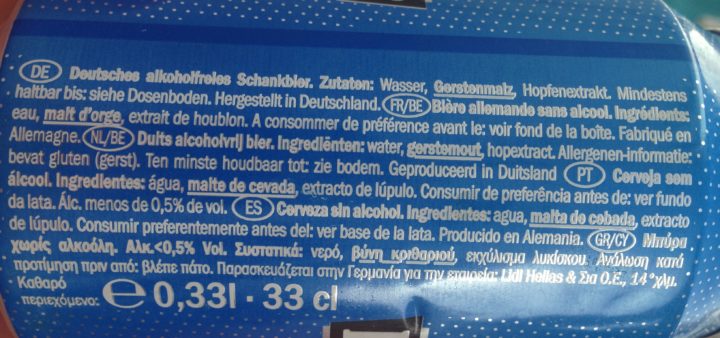 DE Deutsches alkoholfreies Schankbier. Zutaten: Wasser, Gerstenmalz, Hopfenextrakt. Mindestens
haltbar bis: siehe Dosenboden. Hergestellt in Deutschland. FR/BE Bière allemande sans alcool. Ingrédients:
eau, malt d'orge, extrait de houblon. A consommer de préférence avant le: voir fond de la boîte. Fabriqué en
Allemagne. NL/BE Duits alcoholvrij bier. Ingrediënten: water, gerstemout, hopextract. Allergenen-informatie:
bevat gluten (gerst). Ten minste houdbaar tot: zie bodem. Geproduceerd in Duitsland PT Cerveja sem
álcool. Ingredientes: água, malte de cevada, extracto de lúpulo. Consumir de preferência antes de: ver fundo
da lata. Álc. menos de 0,5% de vol. ES Cerveza sin alcohol. Ingredientes: agua, malta de cebada, extracto
de lúpulo. Consumir preferentemente antes del: ver base de la lata. Producido en Alemania. GR/CY Μπύρα
χωρίς αλκοόλη. Αλκ.<0,5% Vol. Συστατικά: νερό, βύνη κριθαριού, εκχύλισμα λυκίσκου. Ανάλωση κατά
προτίμηση πριν από: βλέπε πάτο. Παρασκευάζεται στην Γερμανία για την εταιρεία: Lidl Hellas & Σια Ο.Ε., 14°χλμ.
Καθαρό
περιεχόμενο: e 0,33l · 33 cl